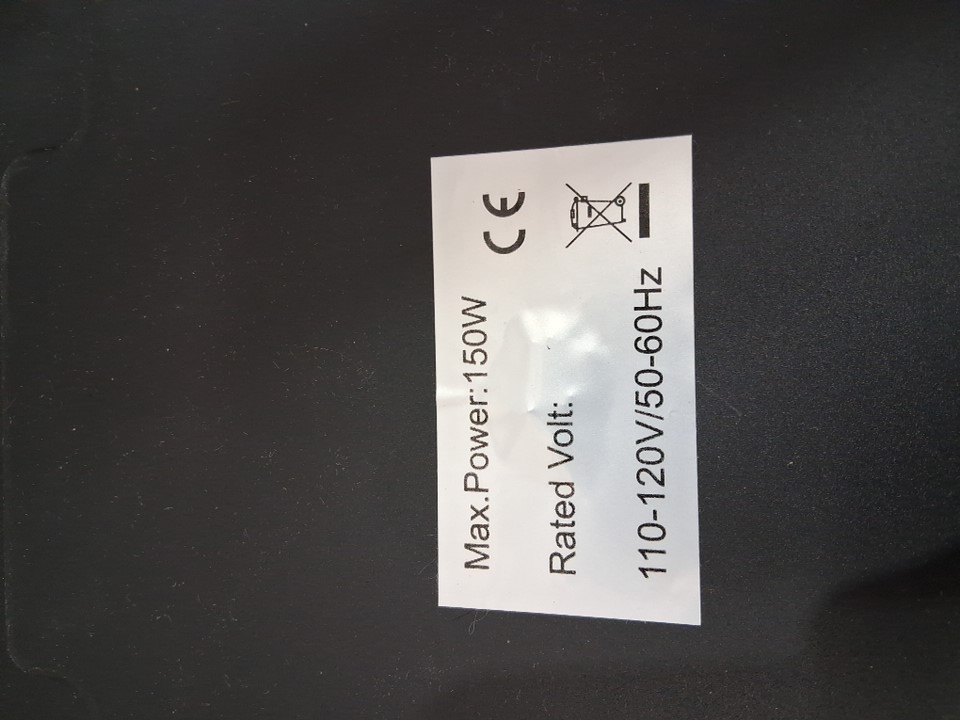 Max.Power:150W
CE
Rated Volt:
110-120V/50-60Hz